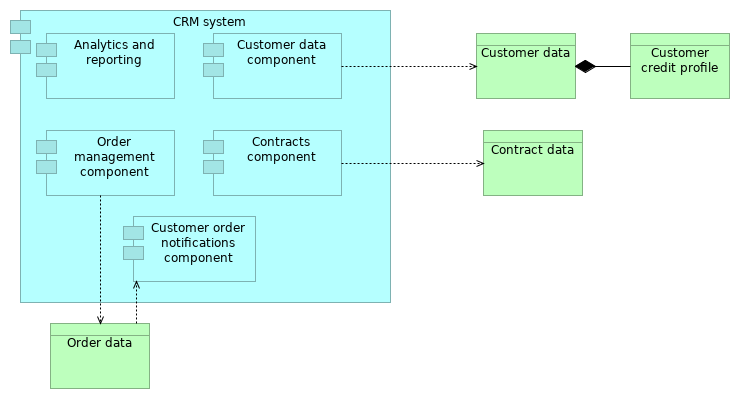 CRM system
Analytics and
reporting
Customer data
component
Customer data
Customer
credit profile
Order
management
component
Contracts
component
Contract data
Customer order
notifications
component
Order data